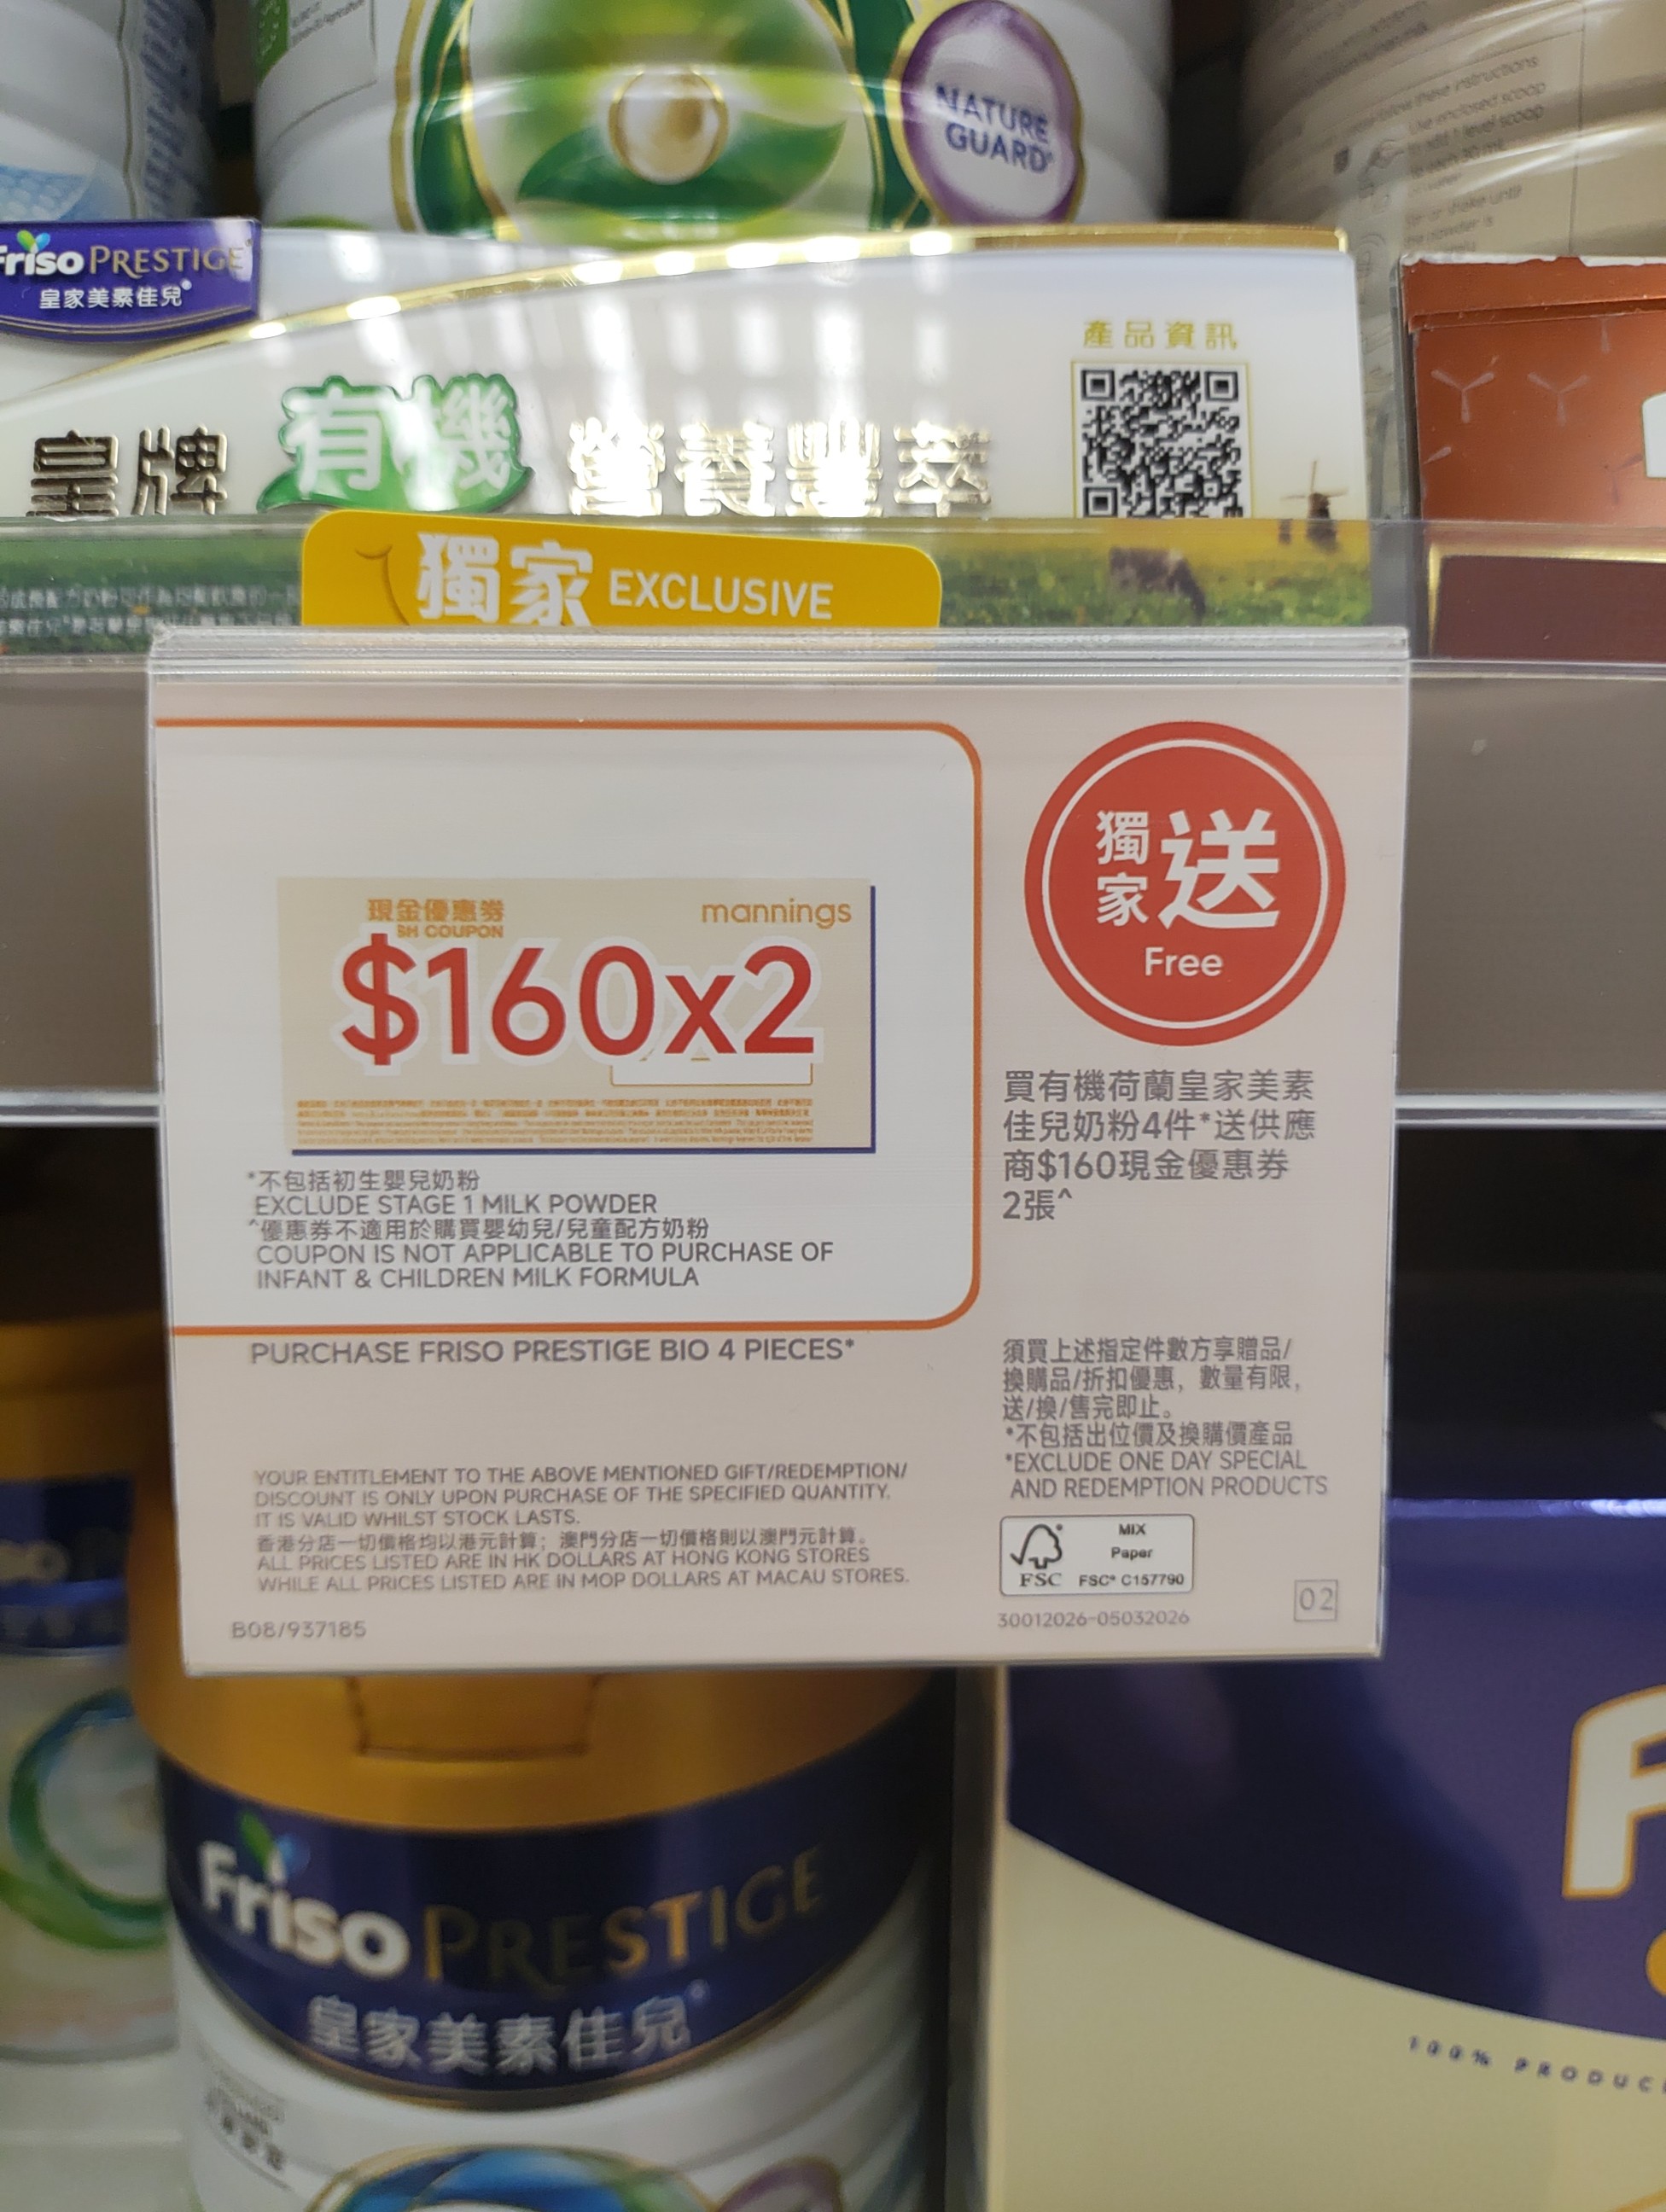 NATURE
GUARD®
Friso PRESTIGE®
皇家美素佳兒®
產品資訊
皇牌 有機 營養豐萃
獨家 EXCLUSIVE
現金優惠券
SH COUPON
mannings
$160x2
*不包括初生嬰兒奶粉
EXCLUDE STAGE 1 MILK POWDER
^優惠券不適用於購買嬰幼兒/兒童配方奶粉
COUPON IS NOT APPLICABLE TO PURCHASE OF
INFANT & CHILDREN MILK FORMULA
PURCHASE FRISO PRESTIGE BIO 4 PIECES*
YOUR ENTITLEMENT TO THE ABOVE MENTIONED GIFT/REDEMPTION/
DISCOUNT IS ONLY UPON PURCHASE OF THE SPECIFIED QUANTITY.
IT IS VALID WHILST STOCK LASTS.
香港分店一切價格均以港元計算；澳門分店一切價格則以澳門元計算。
ALL PRICES LISTED ARE IN HK DOLLARS AT HONG KONG STORES
WHILE ALL PRICES LISTED ARE IN MOP DOLLARS AT MACAU STORES.
B08/937185
獨家送
Free
買有機荷蘭皇家美素
佳兒奶粉4件*送供應
商$160現金優惠券
2張^
須買上述指定件數方享贈品/
換購品/折扣優惠，數量有限，
送/換/售完即止。
*不包括出位價及換購價產品
*EXCLUDE ONE DAY SPECIAL
AND REDEMPTION PRODUCTS
FSC
MIX
Paper
FSC® C157790
30012026-05032026
02
Friso PRESTIGE
皇家美素佳兒®
100% PRODUC